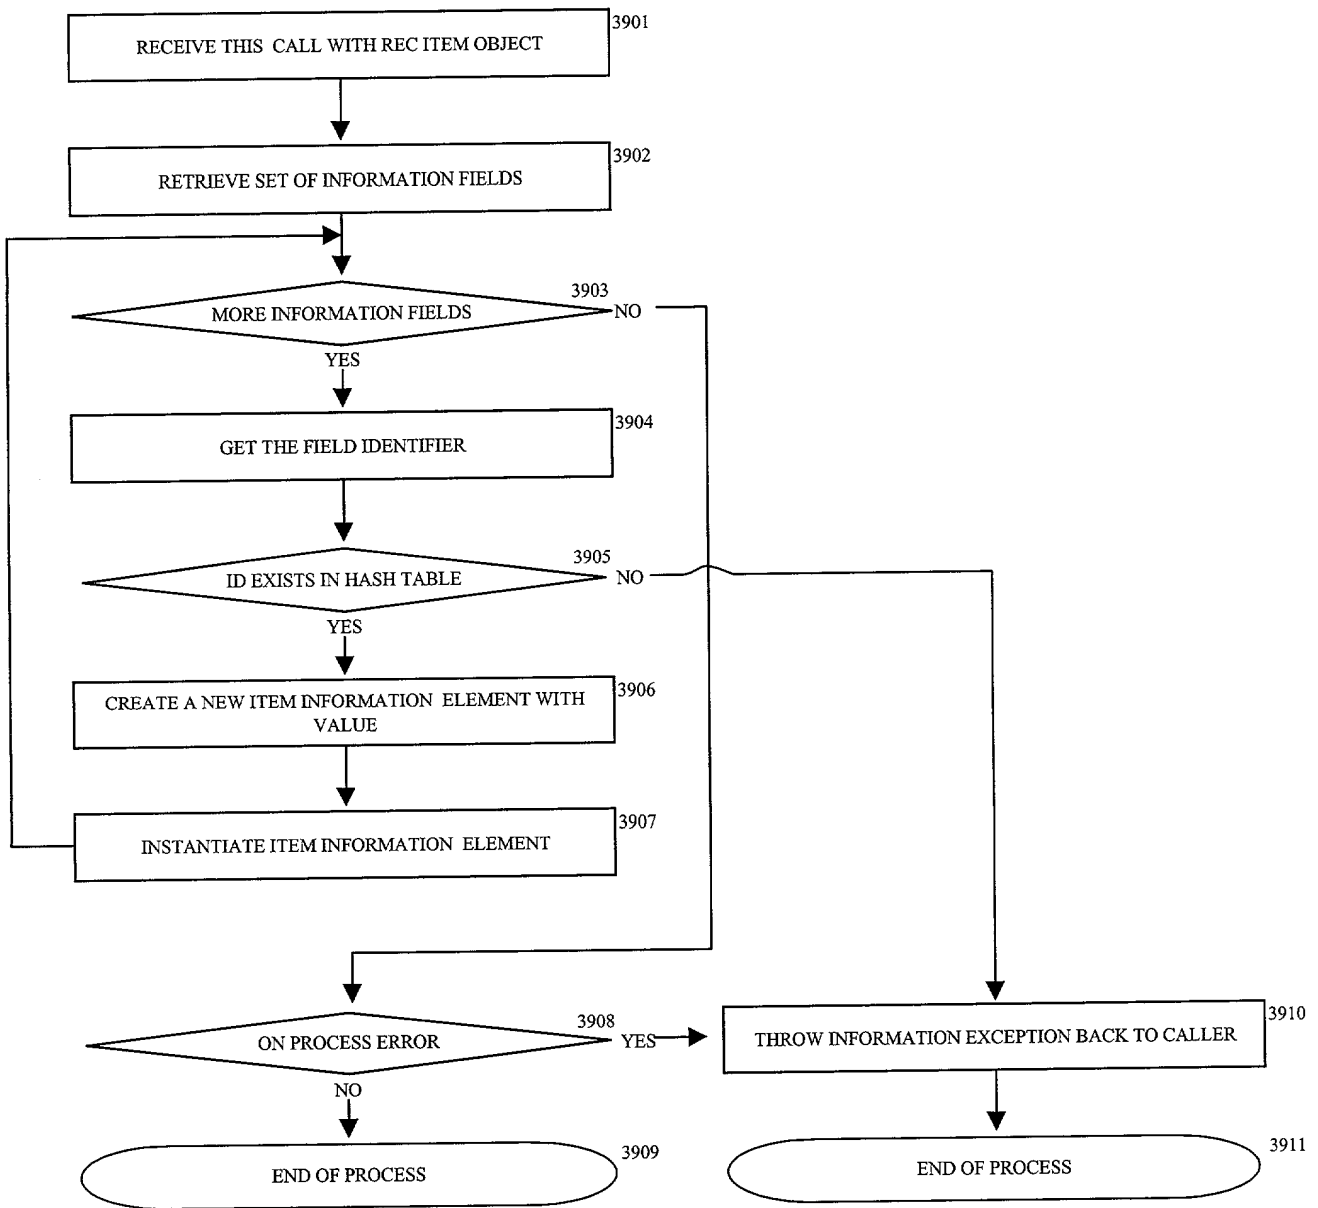 3901
RECEIVE THIS CALL WITH REC ITEM OBJECT
3902
RETRIEVE SET OF INFORMATION FIELDS
3903
MORE INFORMATION FIELDS
NO
YES
3904
GET THE FIELD IDENTIFIER
3905
ID EXISTS IN HASH TABLE
NO
YES
3906
CREATE A NEW ITEM INFORMATION ELEMENT WITH
VALUE
3907
INSTANTIATE ITEM INFORMATION ELEMENT
3908
ON PROCESS ERROR
YES
NO
3910
THROW INFORMATION EXCEPTION BACK TO CALLER
3909
END OF PROCESS
3911
END OF PROCESS